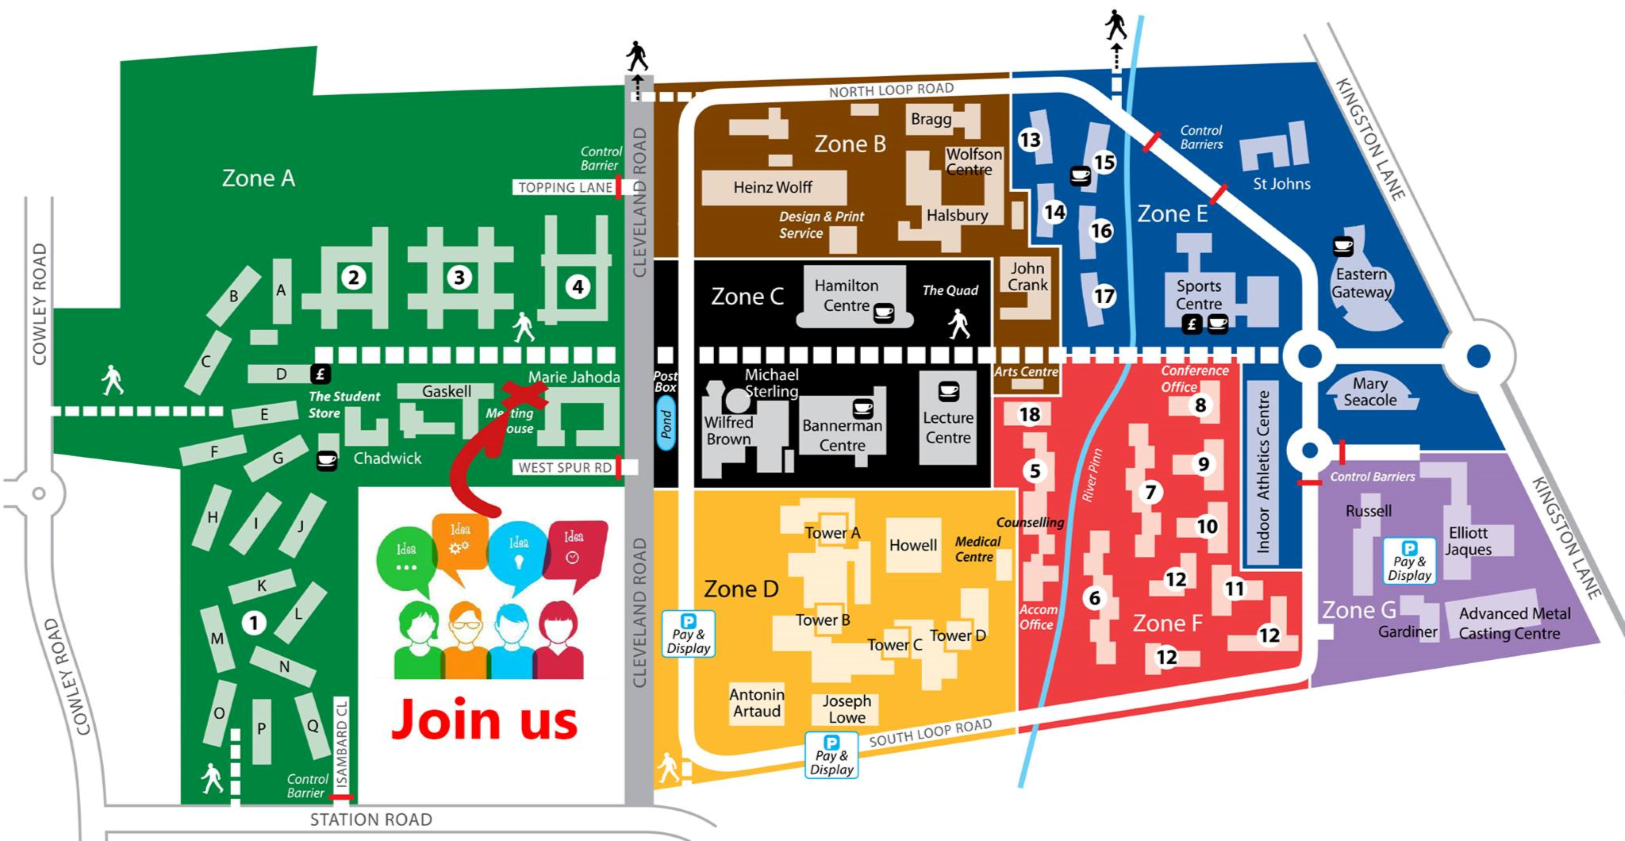 NORTH LOOP ROAD
KINGSTON LANE
Control
Barriers
Bragg
Zone B
Wolfson
Centre
13
15
St Johns
Control
Barrier
TOPPING LANE
CLEVELAND ROAD
Zone A
Heinz Wolff
Design & Print
Service
Halsbury
14
16
Zone E
COWLEY ROAD
B
A
2
3
4
C
D
£
Zone C
Hamilton
Centre
The Quad
John
Crank
17
Sports
Centre
£
Eastern
Gateway
Marie Jahoda
Post
Box
Pond
Michael
Sterling
Wilfred
Brown
Bannerman
Centre
Lecture
Centre
Arts Centre
Conference
Office
8
Mary
Seacole
Gaskell
The Student
Store
E
F
G
Chadwick
WEST SPUR RD
18
5
River Pinn
7
9
10
Indoor Athletics Centre
Control Barriers
KINGSTON LANE
H
I
J
Idea
Idea
Idea
Idea
Tower A
Howell
Counselling
Medical
Centre
Russell
Elliott
Jaques
P
Pay &
Display
Zone D
CLEVELAND ROAD
K
L
1
M
N
O
P
Q
P
Pay &
Display
Tower B
Tower C
Tower D
Accom
Office
6
12
11
Zone F
12
12
Zone G
Gardiner
Advanced Metal
Casting Centre
COWLEY ROAD
Join us
Antonin
Artaud
Joseph
Lowe
SOUTH LOOP ROAD
P
Pay &
Display
Control
Barrier
ISAMBARD CL
STATION ROAD